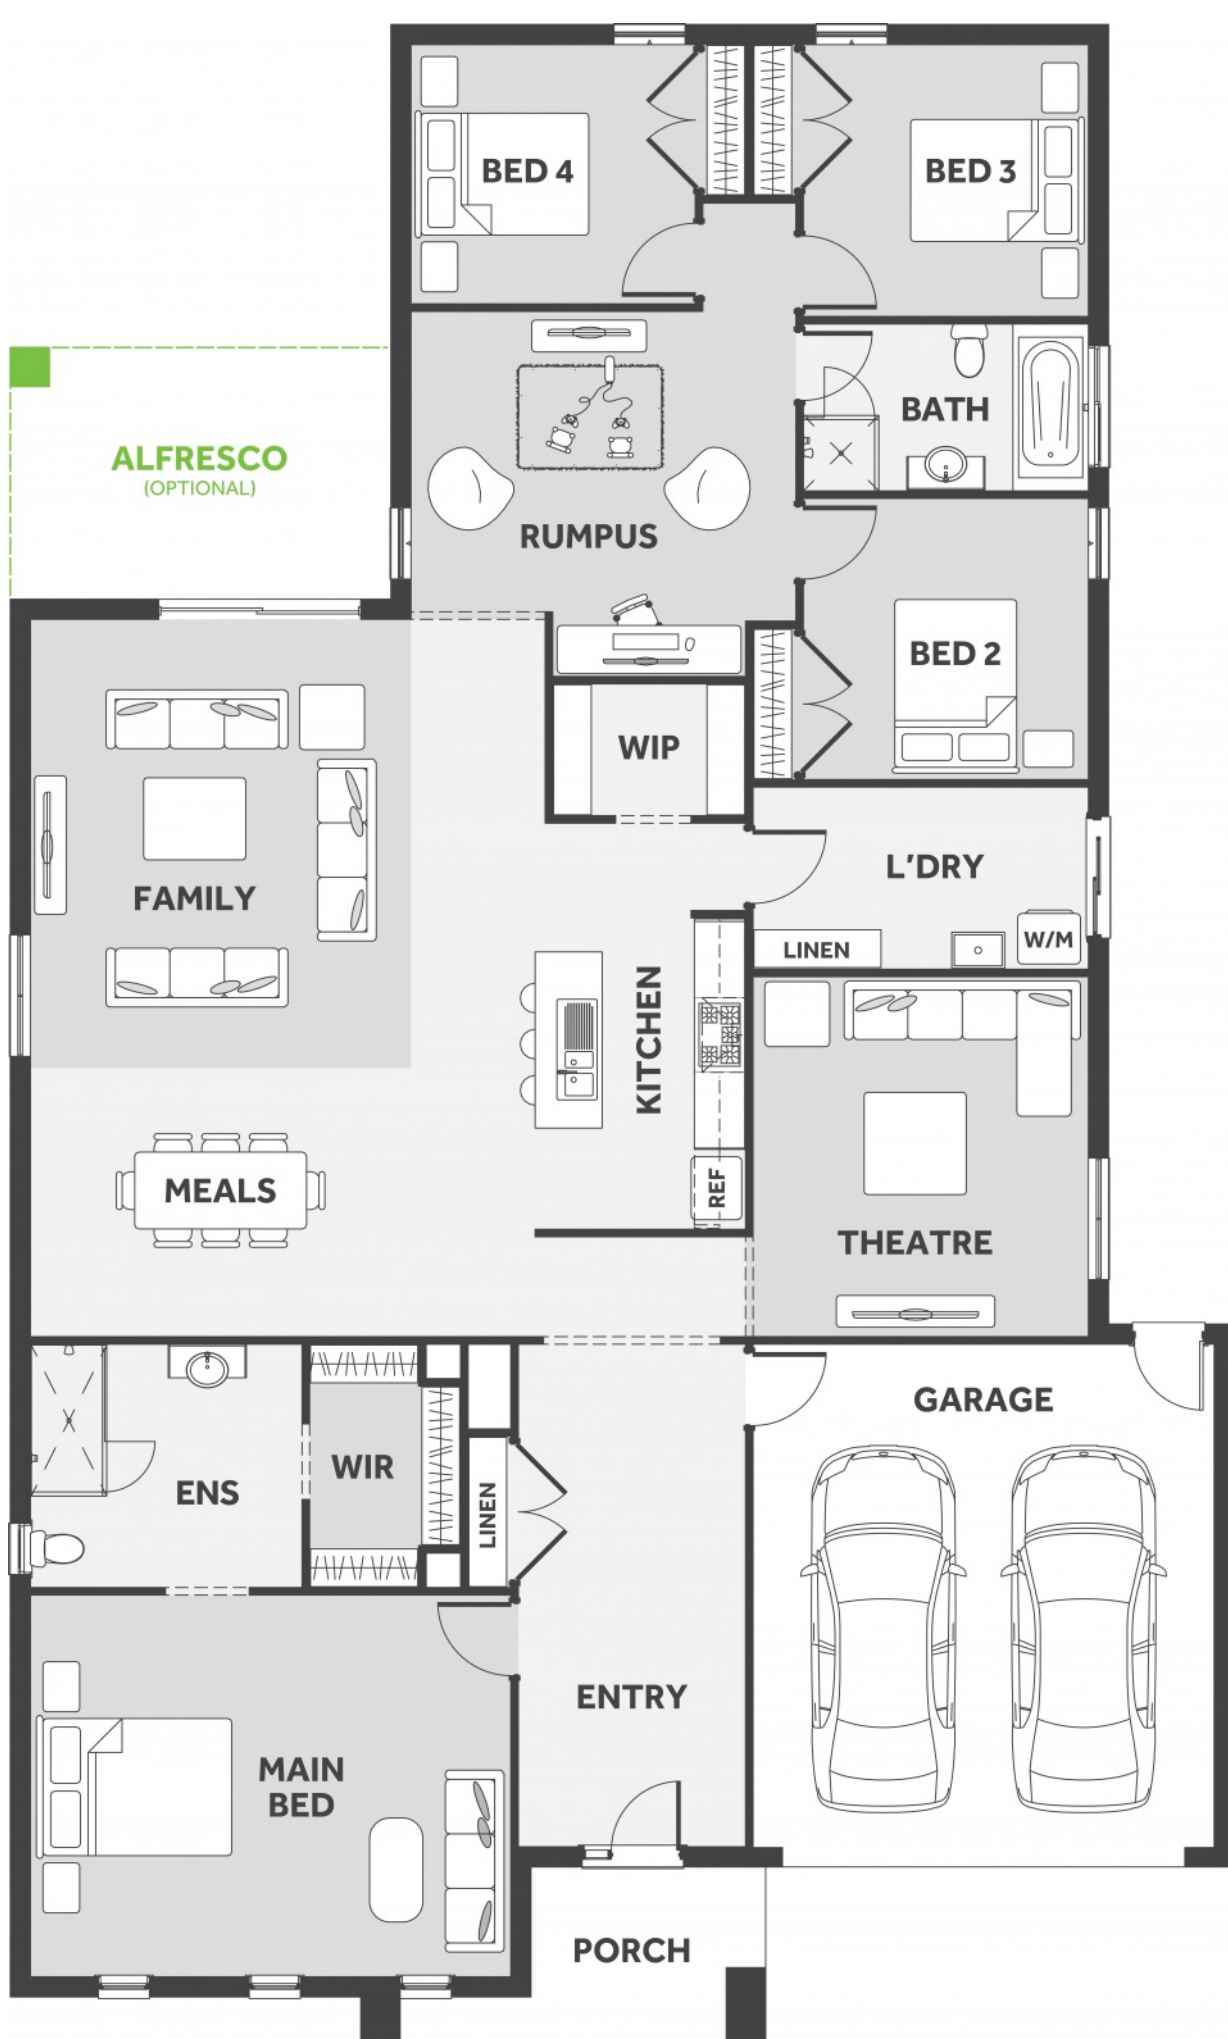 BED 4
BED 3
BATH
ALFRESCO
(OPTIONAL)
RUMPUS
BED 2
WIP
L'DRY
FAMILY
LINEN
W/M
KITCHEN
MEALS
REF
THEATRE
GARAGE
WIR
ENS
LINEN
ENTRY
MAIN
BED
PORCH